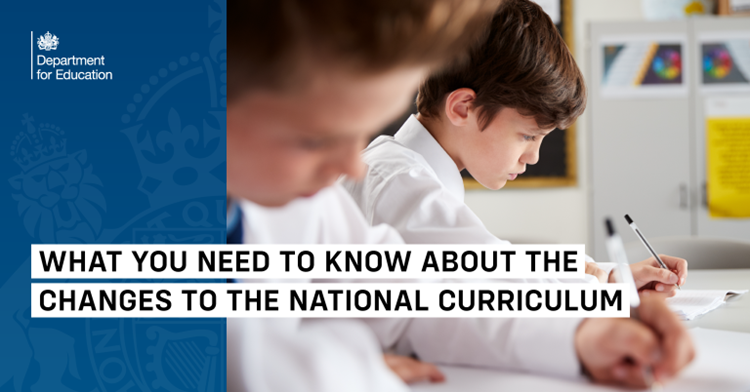 Department
for Education
WHAT YOU NEED TO KNOW ABOUT THE
CHANGES TO THE NATIONAL CURRICULUM